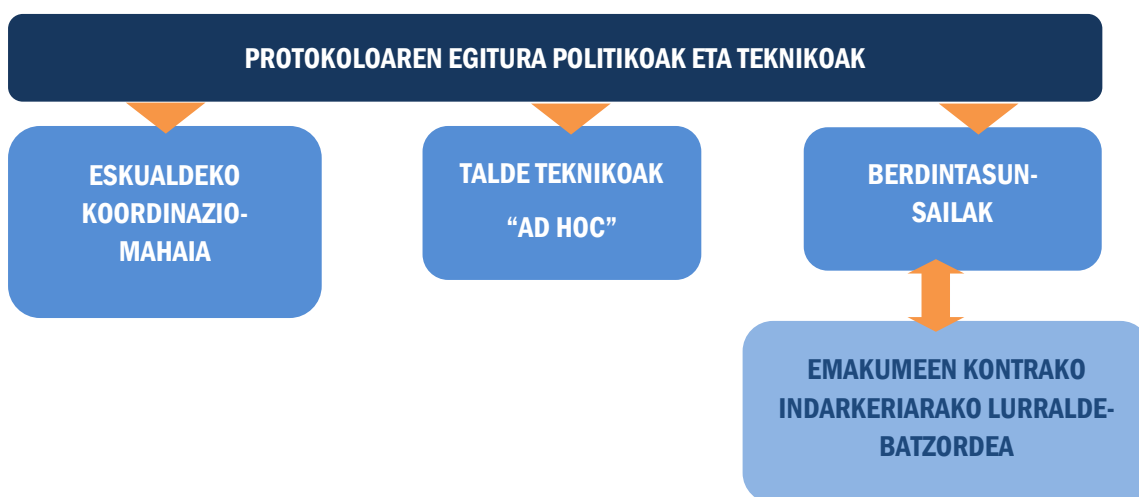 PROTOKOLOAREN EGITURA POLITIKOAK ETA TEKNIKOAK
ESKUALDEKO
KOORDINAZIO-
MAHAIA
TALDE TEKNIKOAK
“AD HOC”
BERDINTASUN-
SAILAK
EMAKUMEEN KONTRAKO
INDARKERIARAKO LURRALDE-
BATZORDEA